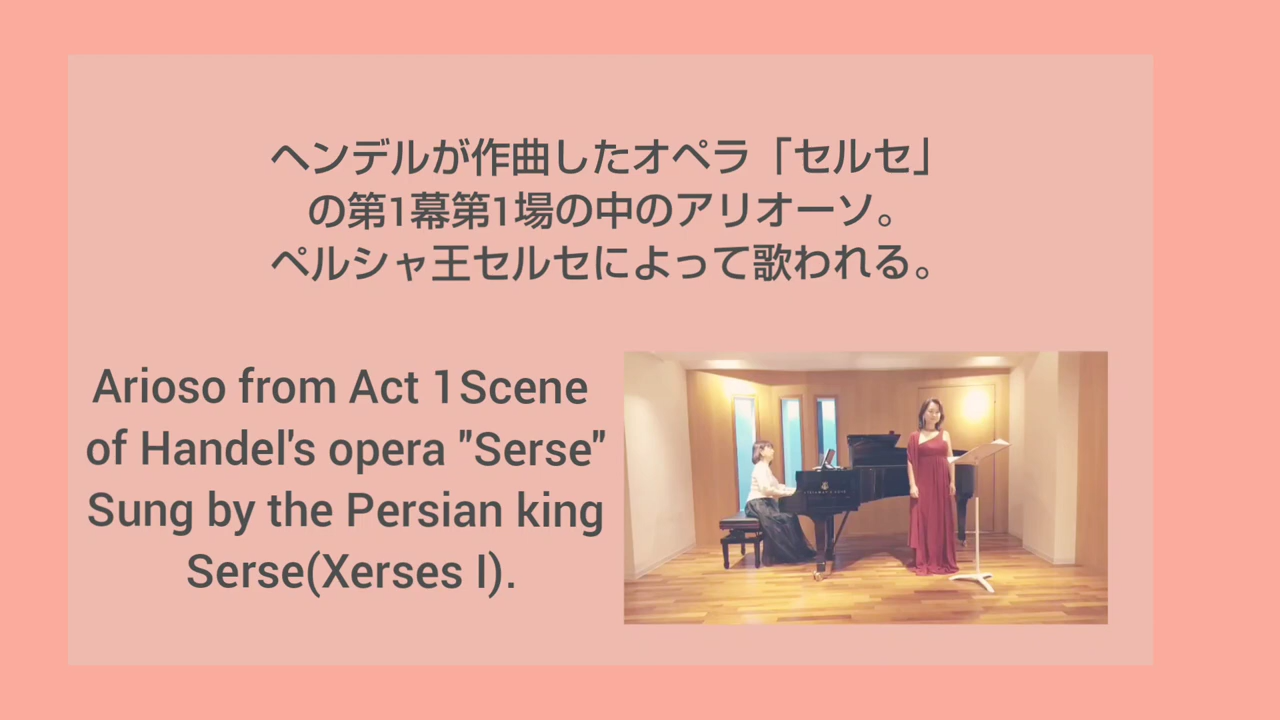 ヘンデルが作曲したオペラ「セルセ」
の第1幕第1場の中のアリオーソ。
ペルシャ王セルセによって歌われる。
Arioso from Act 1Scene
of Handel's opera "Serse"
Sung by the Persian king
Serse(Xerses I).